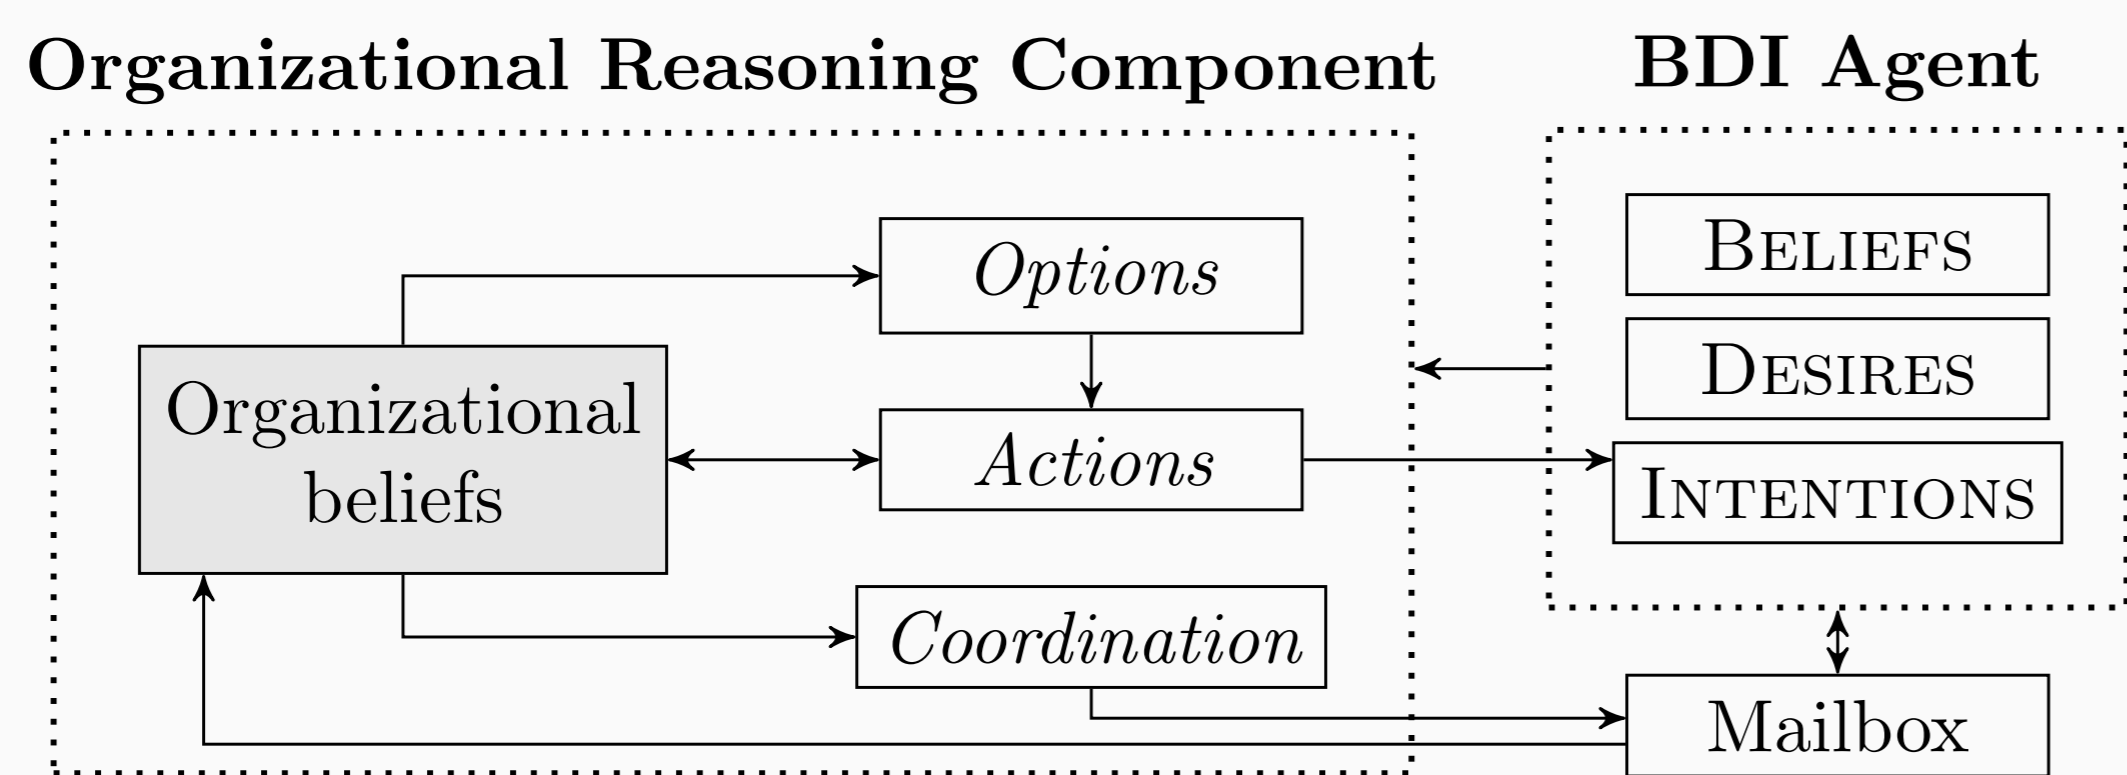 Organizational Reasoning Component
BDI Agent
Options
Organizational
beliefs
Actions
Coordination
BELIEFS
DESIRES
INTENTIONS
Mailbox